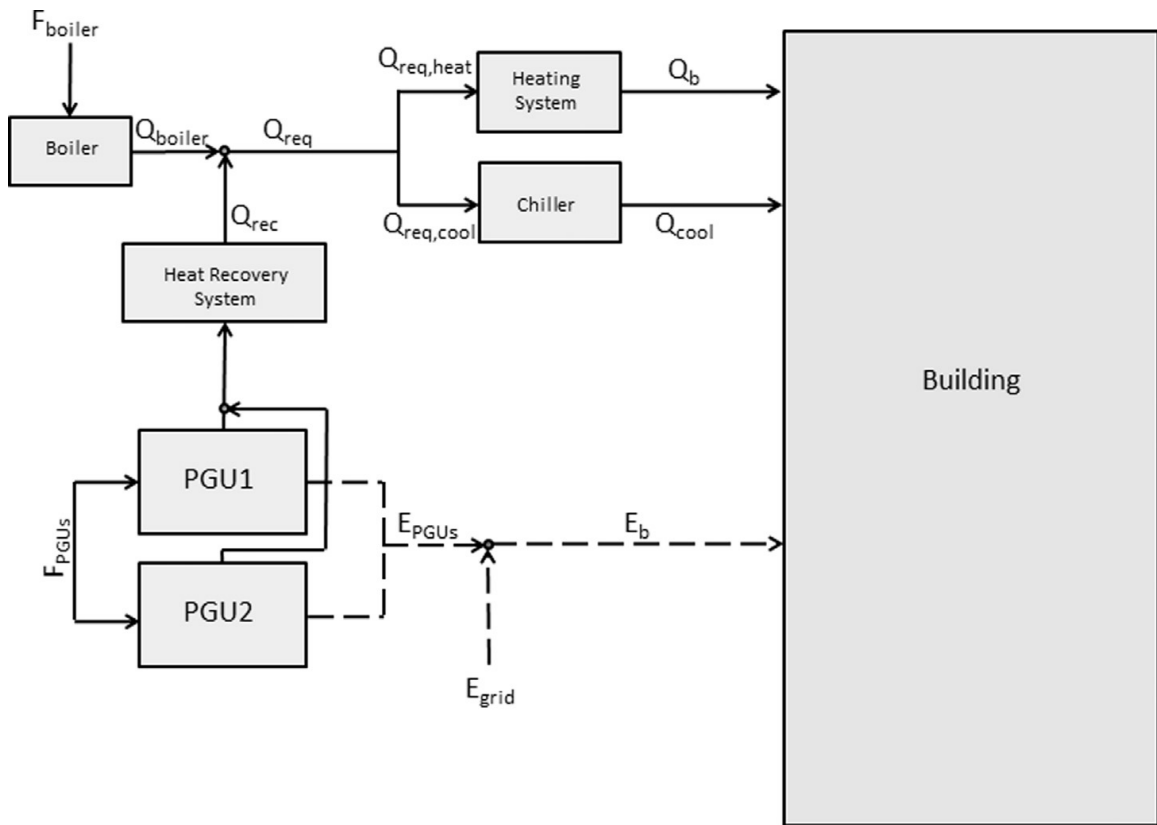 F_boiler
Boiler
Q_boiler
Q_req
Q_req,heat
Heating
System
Q_b
Q_req,cool
Chiller
Q_cool
Q_rec
Heat Recovery
System
Building
PGU1
F_PGUs
PGU2
E_PGUs
E_b
E_grid